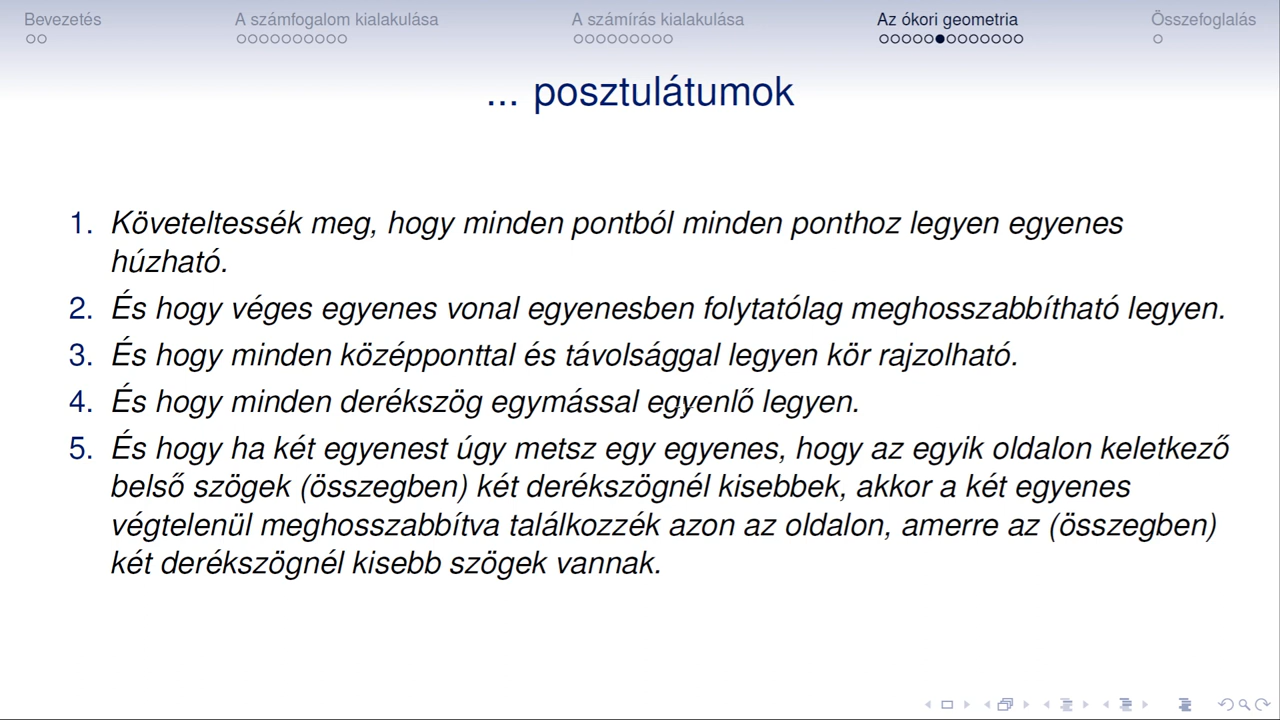 Bevezetés A számfogalom kialakulása A számírás kialakulása Az ókori geometria Összefoglalás
... posztulátumok
1. Követeltessék meg, hogy minden pontból minden ponthoz legyen egyenes
húzható.
2. És hogy véges egyenes vonal egyenesben folytatólag meghosszabbítható legyen.
3. És hogy minden középponttal és távolsággal legyen kör rajzolható.
4. És hogy minden derékszög egymással egyenlő legyen.
5. És hogy ha két egyenest úgy metsz egy egyenes, hogy az egyik oldalon keletkező
belső szögek (összegben) két derékszögnél kisebbek, akkor a két egyenes
végtelenül meghosszabbítva találkozzék azon az oldalon, amerre az (összegben)
két derékszögnél kisebb szögek vannak.